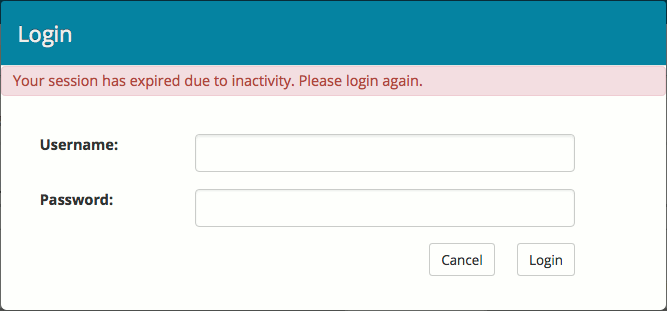 Login
Your session has expired due to inactivity. Please login again.
Username:
Password:
Cancel Login